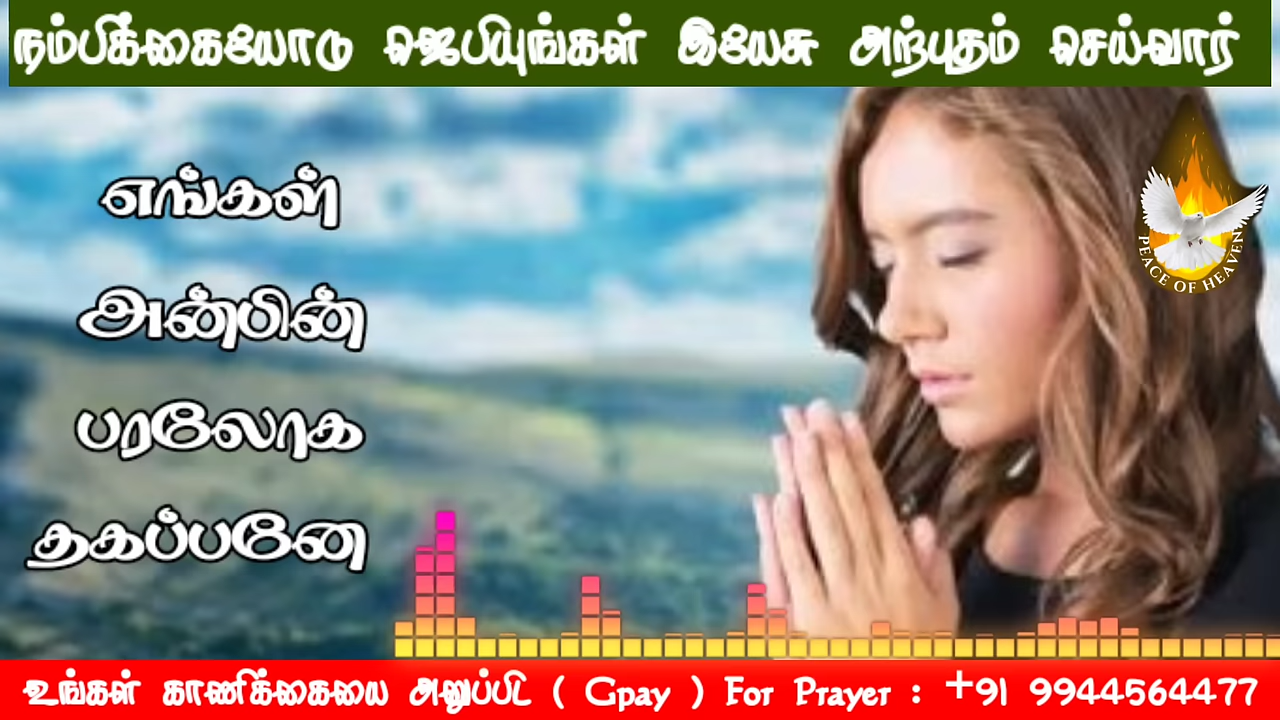 நம்பிக்கையோடு ஜெபியுங்கள் இயேசு அற்புதம் செய்வார்
எங்கள்
அன்பின்
பரலோக
தகப்பனே
PEACE OF HEAVEN
உங்கள் காணிக்கையை அனுப்பிட ( Gpay ) For Prayer : +91 9944564477